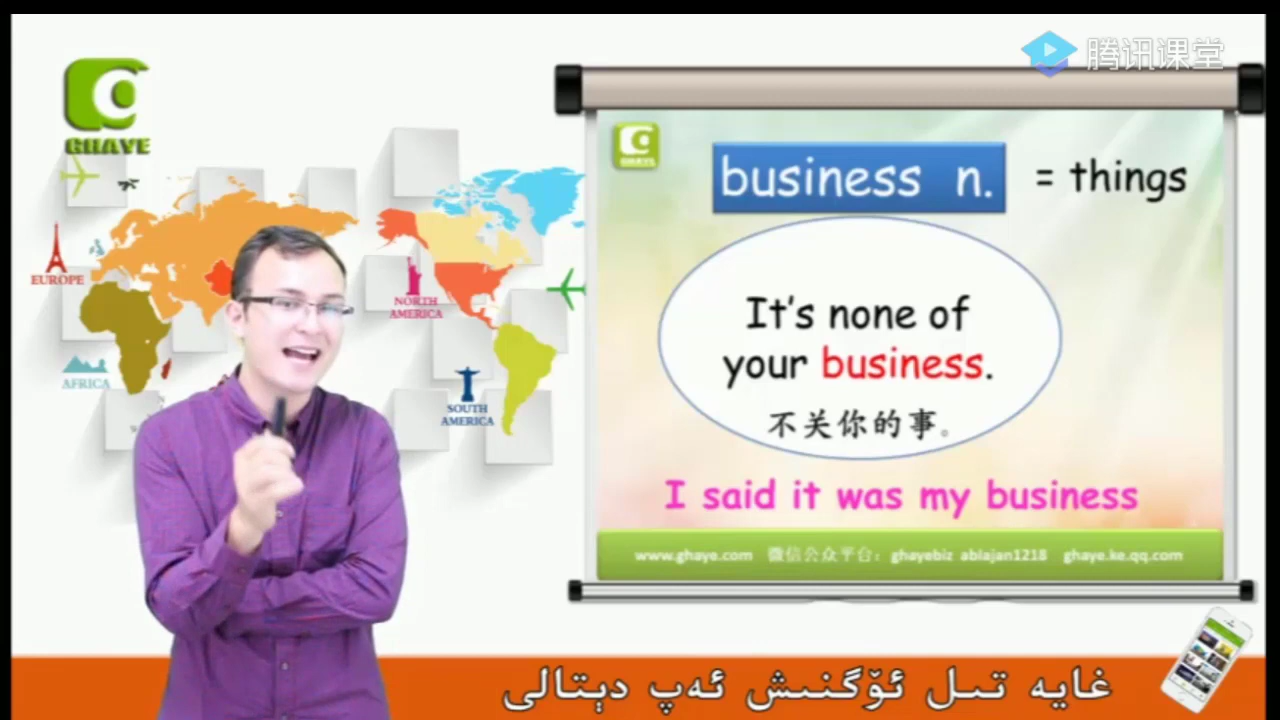 腾讯课堂
GHAYE
GHAYE
business n.
= things
It's none of
your business.
不关你的事。
I said it was my business
www.ghaye.com 微信公众平台: ghayebiz ablajan1218 ghaye.ke.qq.com
EUROPE
AFRICA
NORTH
AMERICA
SOUTH
AMERICA
غايە تىل ئۆگىنىش ئەپ دېتالى